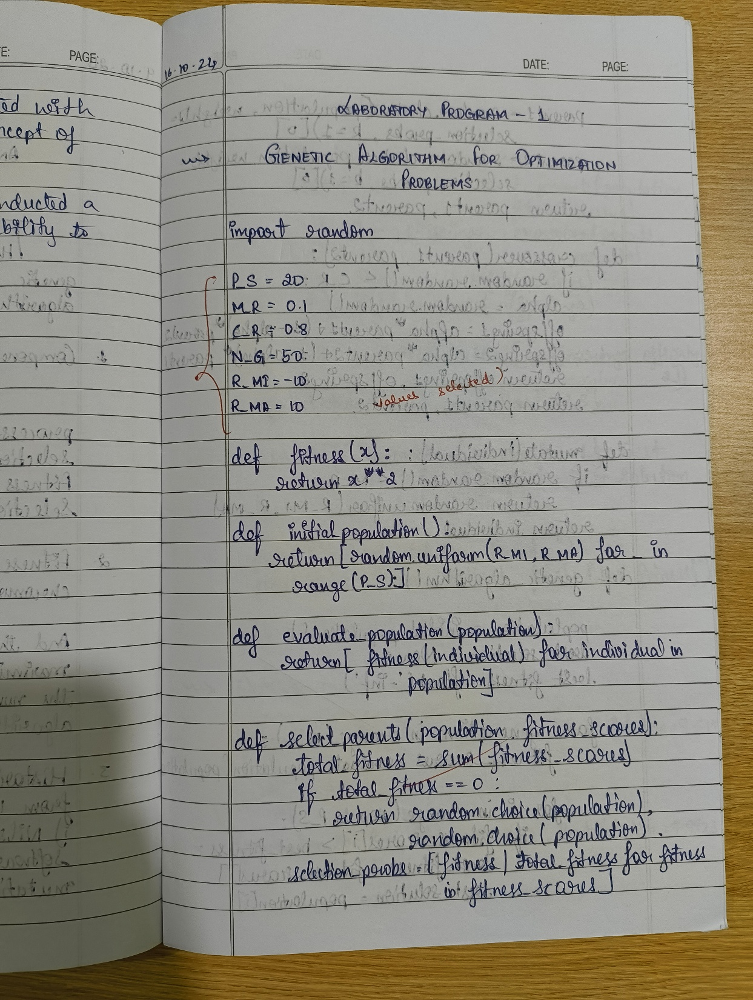 E:
PAGE:
ed with
ncept of
nducted a
bility to
16.10.24
DATE: PAGE:
LABORATORY PROGRAM - 1
GENETIC ALGORITHM FOR OPTIMIZATION
PROBLEMS
import random
P_S = 20
M_R = 0.1
C_R = 0.8
N_G = 50
R_MI = -10
values selected
R_MA = 10
def fitness(x):
return x**2
def initial population():
return [random.uniform(R_MI, R_MA) for _ in
range(P_S)]
def evaluate_population(population):
return [ fitness(individual) for individual in
population]
def select_parents(population, fitness_scores):
total_fitness = sum(fitness_scores)
if total_fitness == 0 :
return random.choice(population),
random.choice(population).
selection_probs = [fitness / total_fitness for fitness
in fitness_scores]